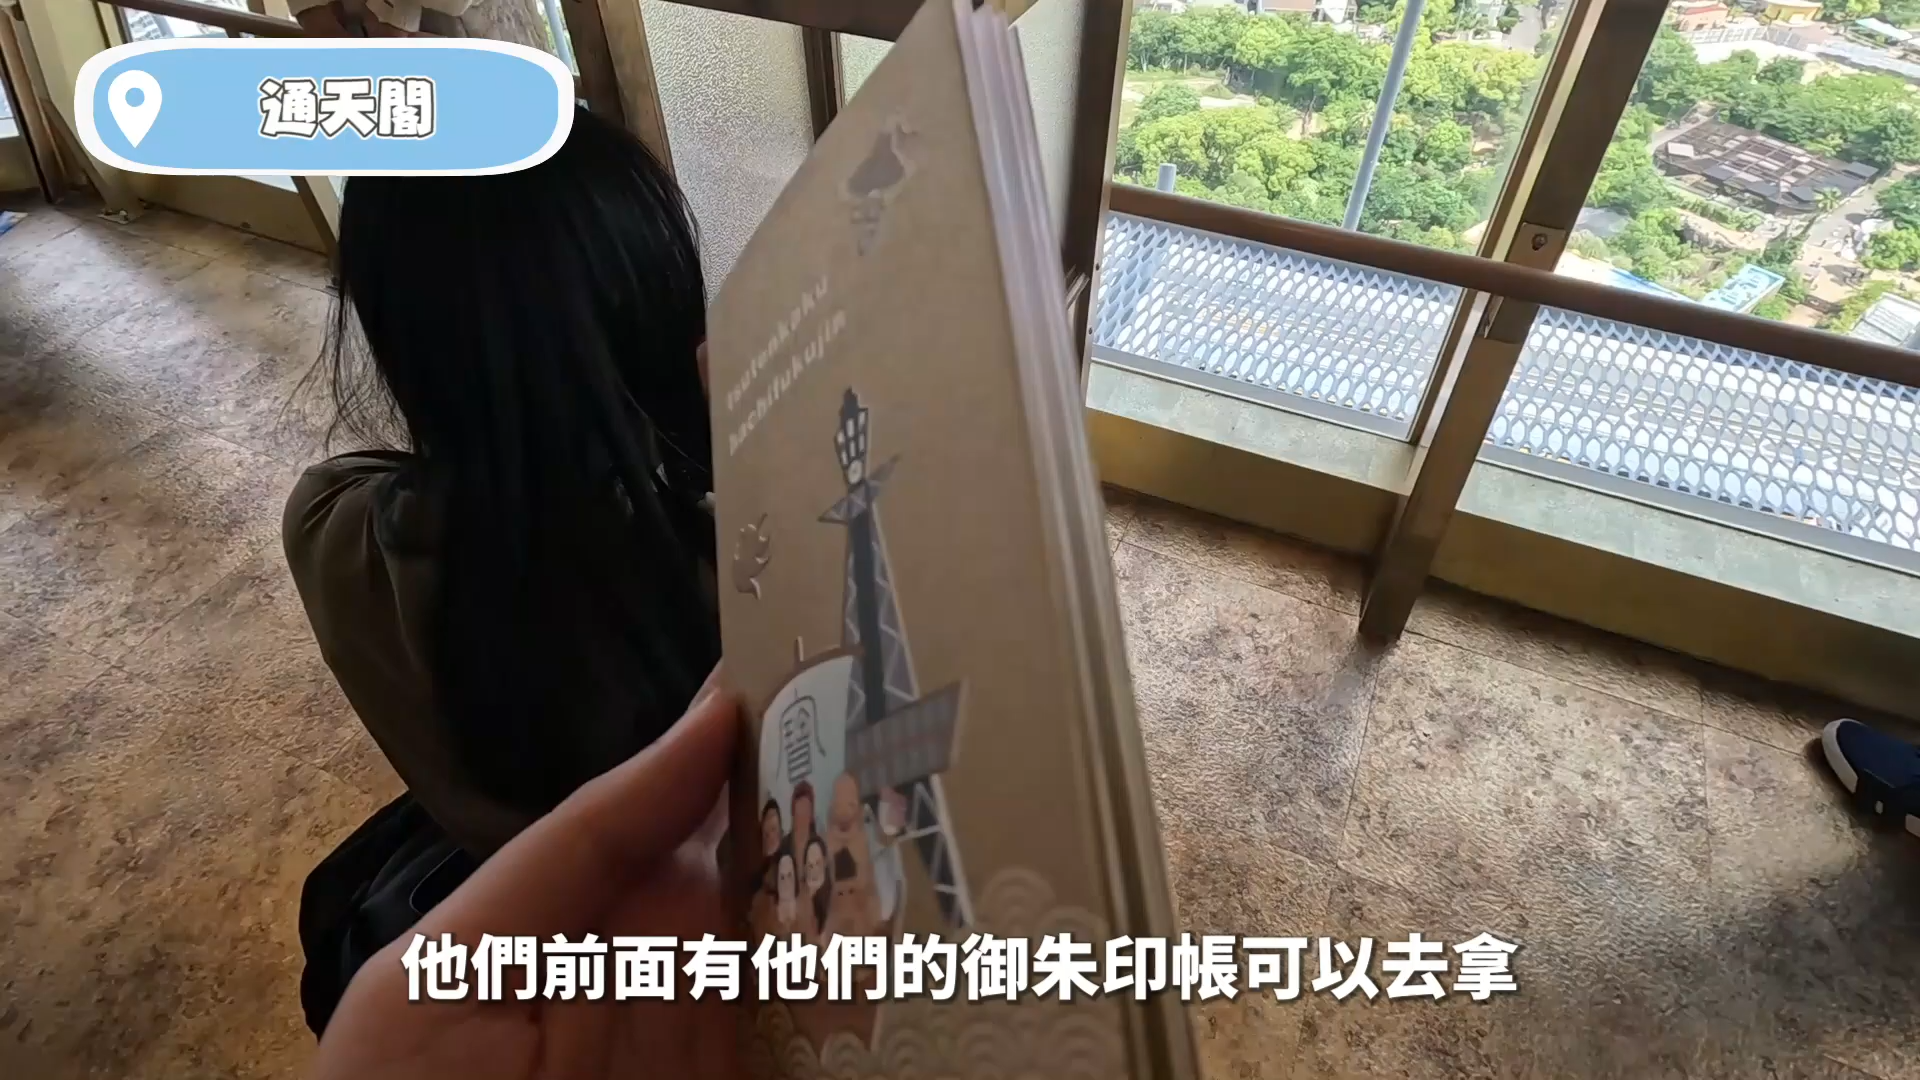 通天閣
tsutenkaku
hachifukujin
他們前面有他們的御朱印帳可以去拿